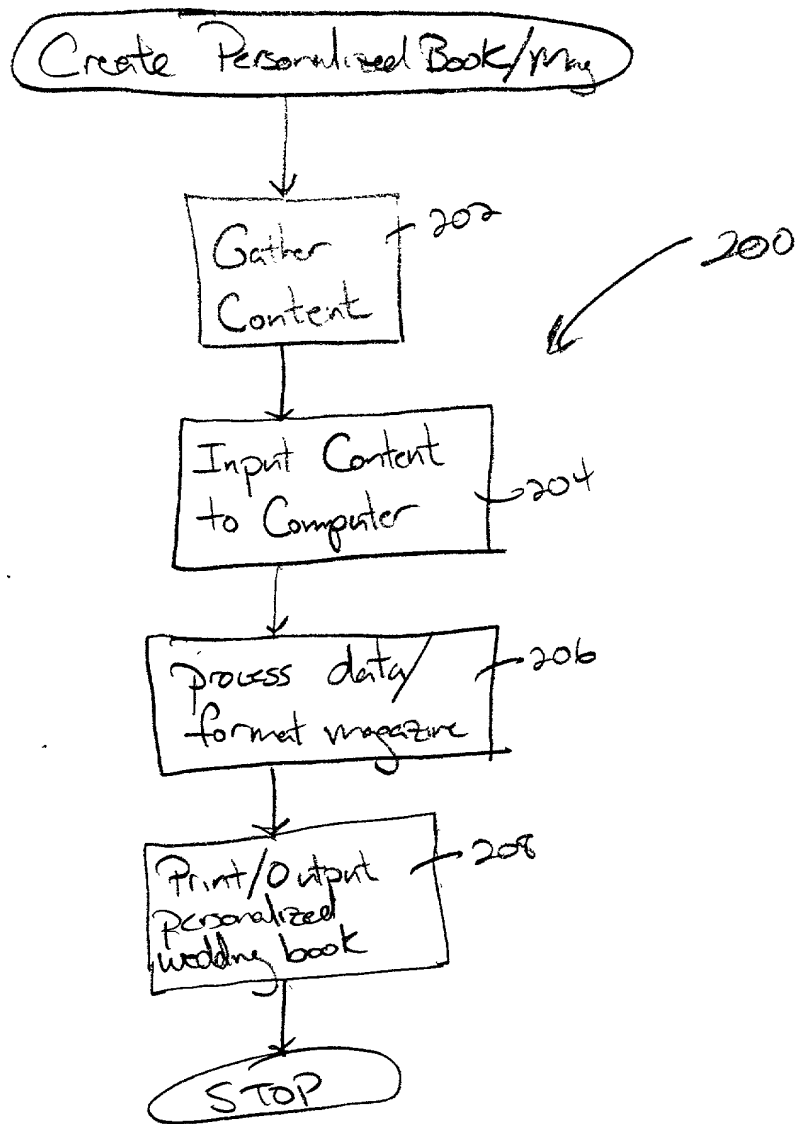 Create Personalized Book/Mag
Gather
Content
202
200
Input Content
to Computer
204
process data/
format magazine
206
Print/Output
personalized
wedding book
208
STOP